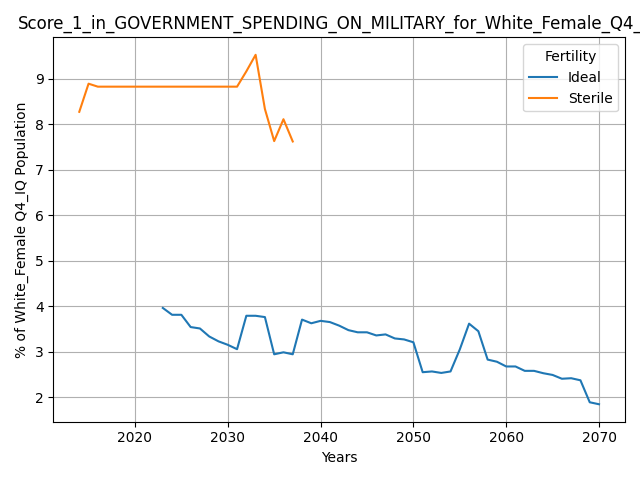 Score_1_in_GOVERNMENT_SPENDING_ON_MILITARY_for_White_Female_Q4_
Fertility
Ideal
Sterile
% of White_Female Q4_IQ Population
9
8
7
6
5
4
3
2
2020 2030 2040 2050 2060 2070
Years